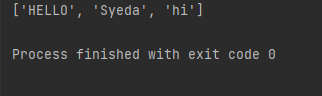 ['HELLO', 'Syeda', 'hi']
Process finished with exit code 0